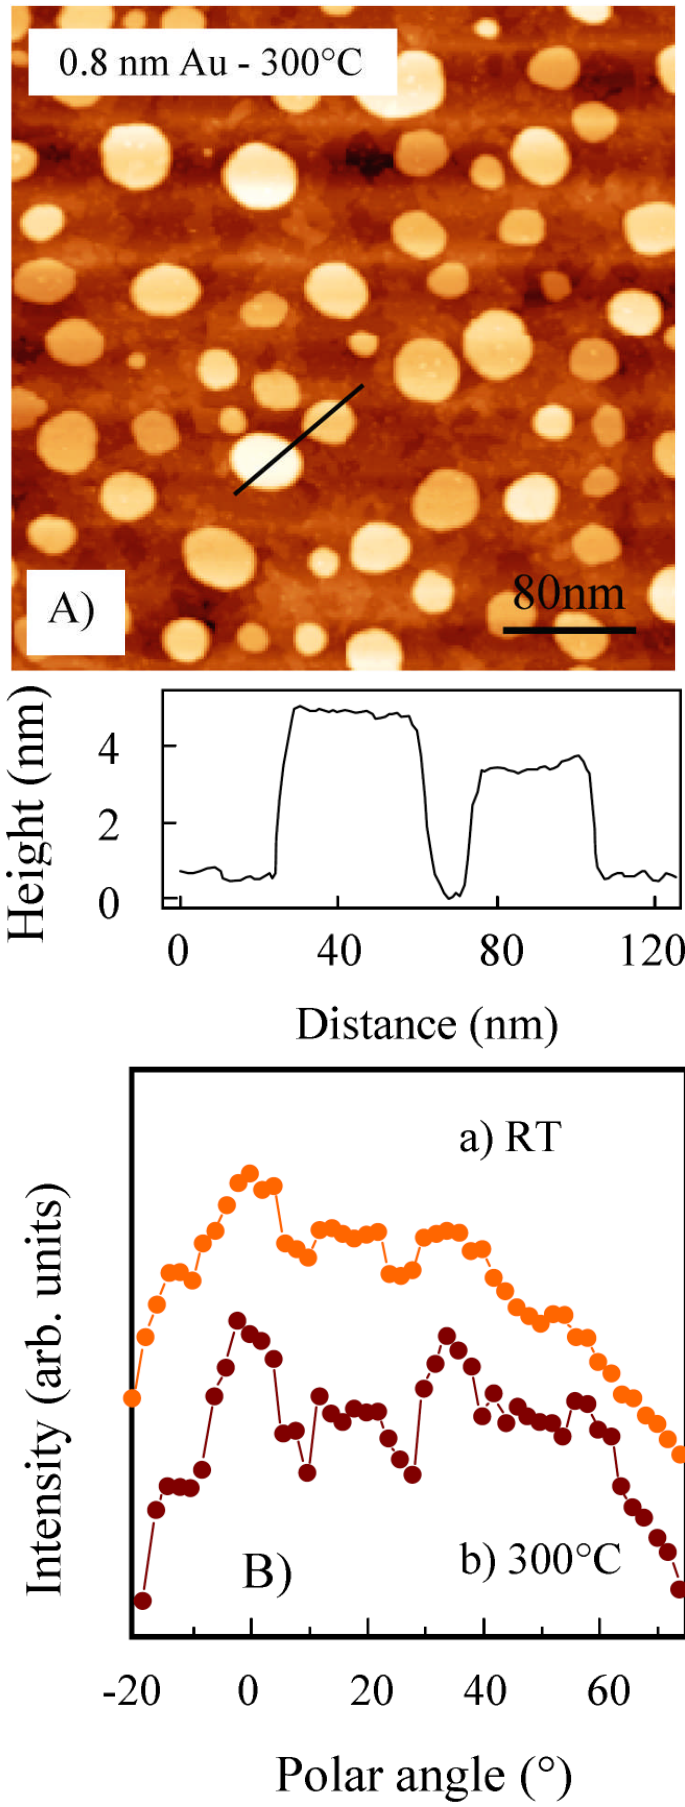 0.8 nm Au - 300°C
A)
80nm
Height (nm)
4
2
0
0 40 80 120
Distance (nm)
a) RT
Intensity (arb. units)
B)
b) 300°C
-20 0 20 40 60
Polar angle (°)